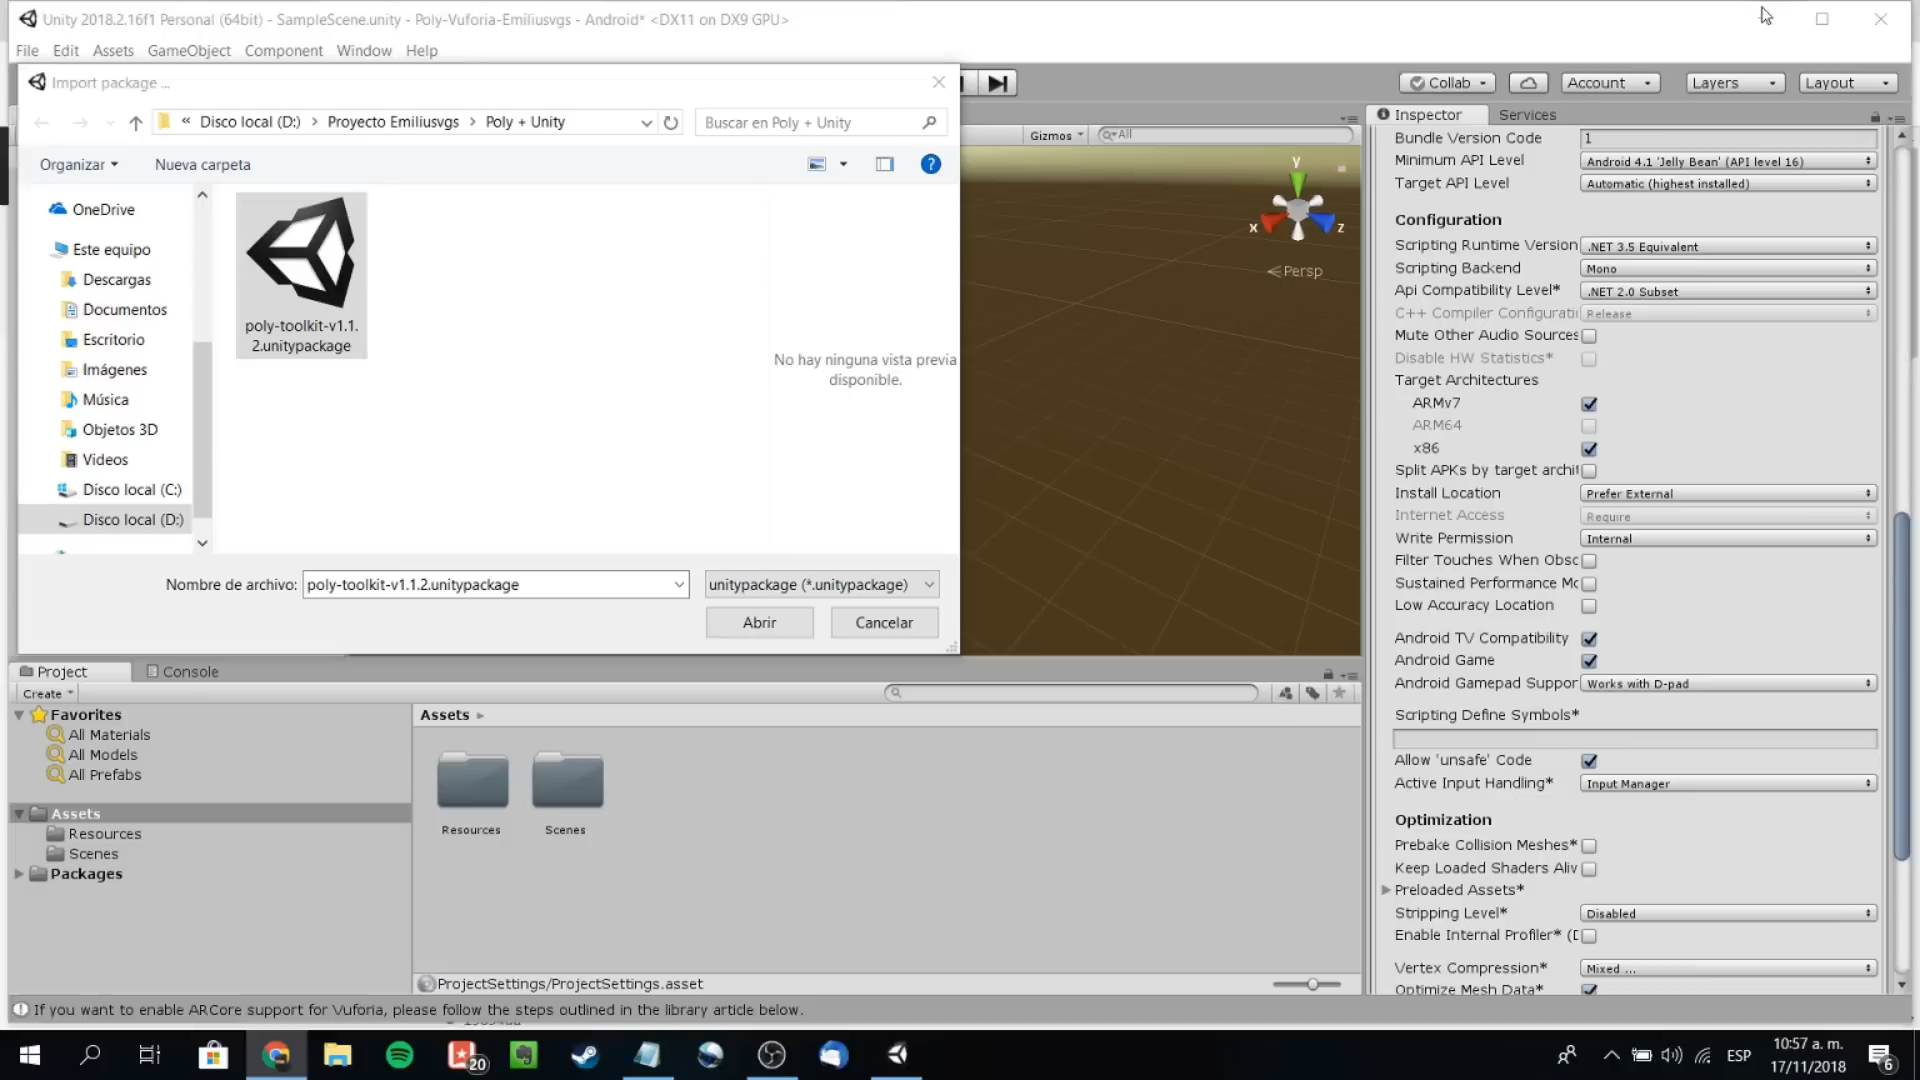 Unity 2018.2.16f1 Personal (64bit) - SampleScene.unity - Poly-Vuforia-Emiliusvgs - Android* <DX11 on DX9 GPU>
File Edit Assets GameObject Component Window Help
Import package ...
« Disco local (D:) > Proyecto Emiliusvgs > Poly + Unity
Buscar en Poly + Unity
Organizar
Nueva carpeta
OneDrive
Este equipo
Descargas
Documentos
Escritorio
Imágenes
Música
Objetos 3D
Videos
Disco local (C:)
Disco local (D:)
poly-toolkit-v1.1.
2.unitypackage
No hay ninguna vista previa
disponible.
Nombre de archivo: poly-toolkit-v1.1.2.unitypackage
unitypackage (*.unitypackage)
Abrir
Cancelar
Collab
Account
Layers
Layout
Gizmos
All
y
x
z
Persp
Inspector
Services
Bundle Version Code 1
Minimum API Level Android 4.1 'Jelly Bean' (API level 16)
Target API Level Automatic (highest installed)
Configuration
Scripting Runtime Version .NET 3.5 Equivalent
Scripting Backend Mono
Api Compatibility Level* .NET 2.0 Subset
C++ Compiler Configurati Release
Mute Other Audio Sources
Disable HW Statistics*
Target Architectures
ARMv7
ARM64
x86
Split APKs by target archit
Install Location Prefer External
Internet Access Require
Write Permission Internal
Filter Touches When Obsc
Sustained Performance Mc
Low Accuracy Location
Android TV Compatibility
Android Game
Android Gamepad Suppor Works with D-pad
Scripting Define Symbols*
Allow 'unsafe' Code
Active Input Handling* Input Manager
Optimization
Prebake Collision Meshes*
Keep Loaded Shaders Aliv
Preloaded Assets*
Stripping Level* Disabled
Enable Internal Profiler* (D
Vertex Compression* Mixed ...
Optimize Mesh Data*
Project
Console
Create
Favorites
All Materials
All Models
All Prefabs
Assets
Resources
Scenes
Packages
Assets
Resources
Scenes
ProjectSettings/ProjectSettings.asset
If you want to enable ARCore support for Vuforia, please follow the steps outlined in the library article below.
20
ESP
10:57 a. m.
17/11/2018
6